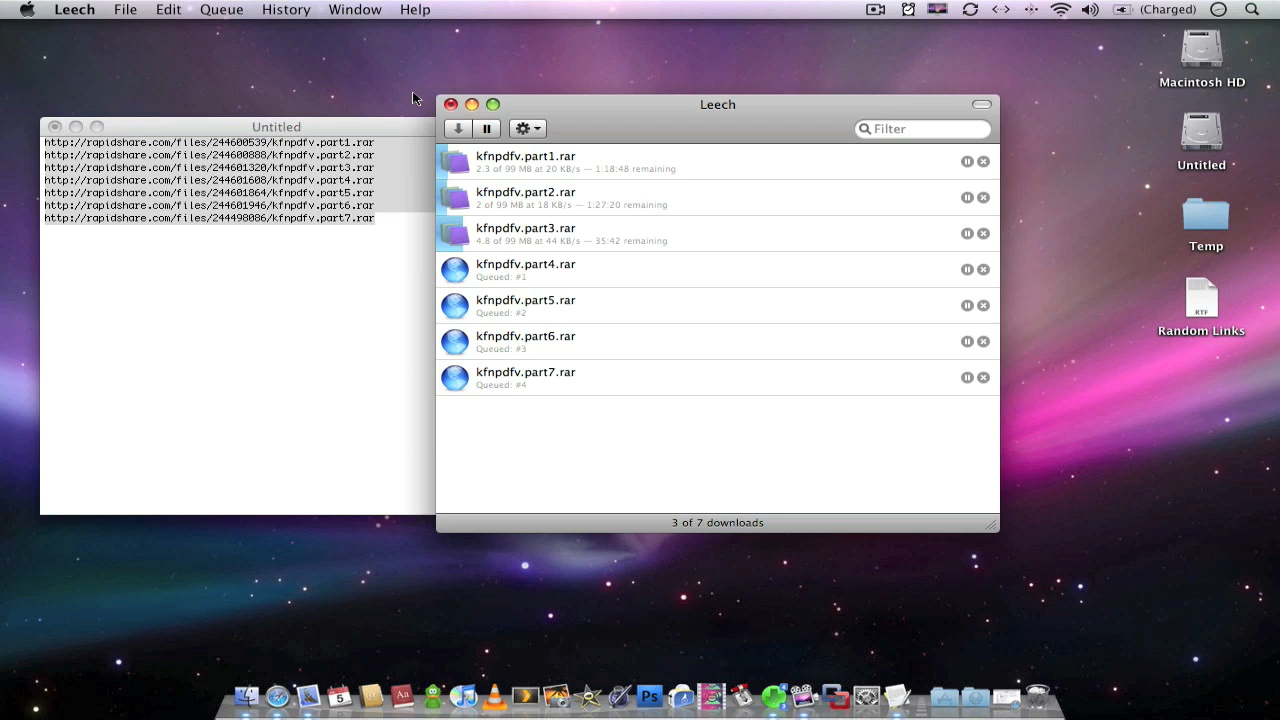 Leech File Edit Queue History Window Help (Charged)
Macintosh HD
Untitled
Temp
RTF
Random Links
Untitled
http://rapidshare.com/files/244600539/kfnpdfv.part1.rar
http://rapidshare.com/files/244600888/kfnpdfv.part2.rar
http://rapidshare.com/files/244601320/kfnpdfv.part3.rar
http://rapidshare.com/files/244601608/kfnpdfv.part4.rar
http://rapidshare.com/files/244601864/kfnpdfv.part5.rar
http://rapidshare.com/files/244601946/kfnpdfv.part6.rar
http://rapidshare.com/files/244498086/kfnpdfv.part7.rar
Leech
Filter
kfnpdfv.part1.rar
2.3 of 99 MB at 20 KB/s — 1:18:48 remaining
kfnpdfv.part2.rar
2 of 99 MB at 18 KB/s — 1:27:20 remaining
kfnpdfv.part3.rar
4.8 of 99 MB at 44 KB/s — 35:42 remaining
kfnpdfv.part4.rar
Queued: #1
kfnpdfv.part5.rar
Queued: #2
kfnpdfv.part6.rar
Queued: #3
kfnpdfv.part7.rar
Queued: #4
3 of 7 downloads
5
Aa
Ps